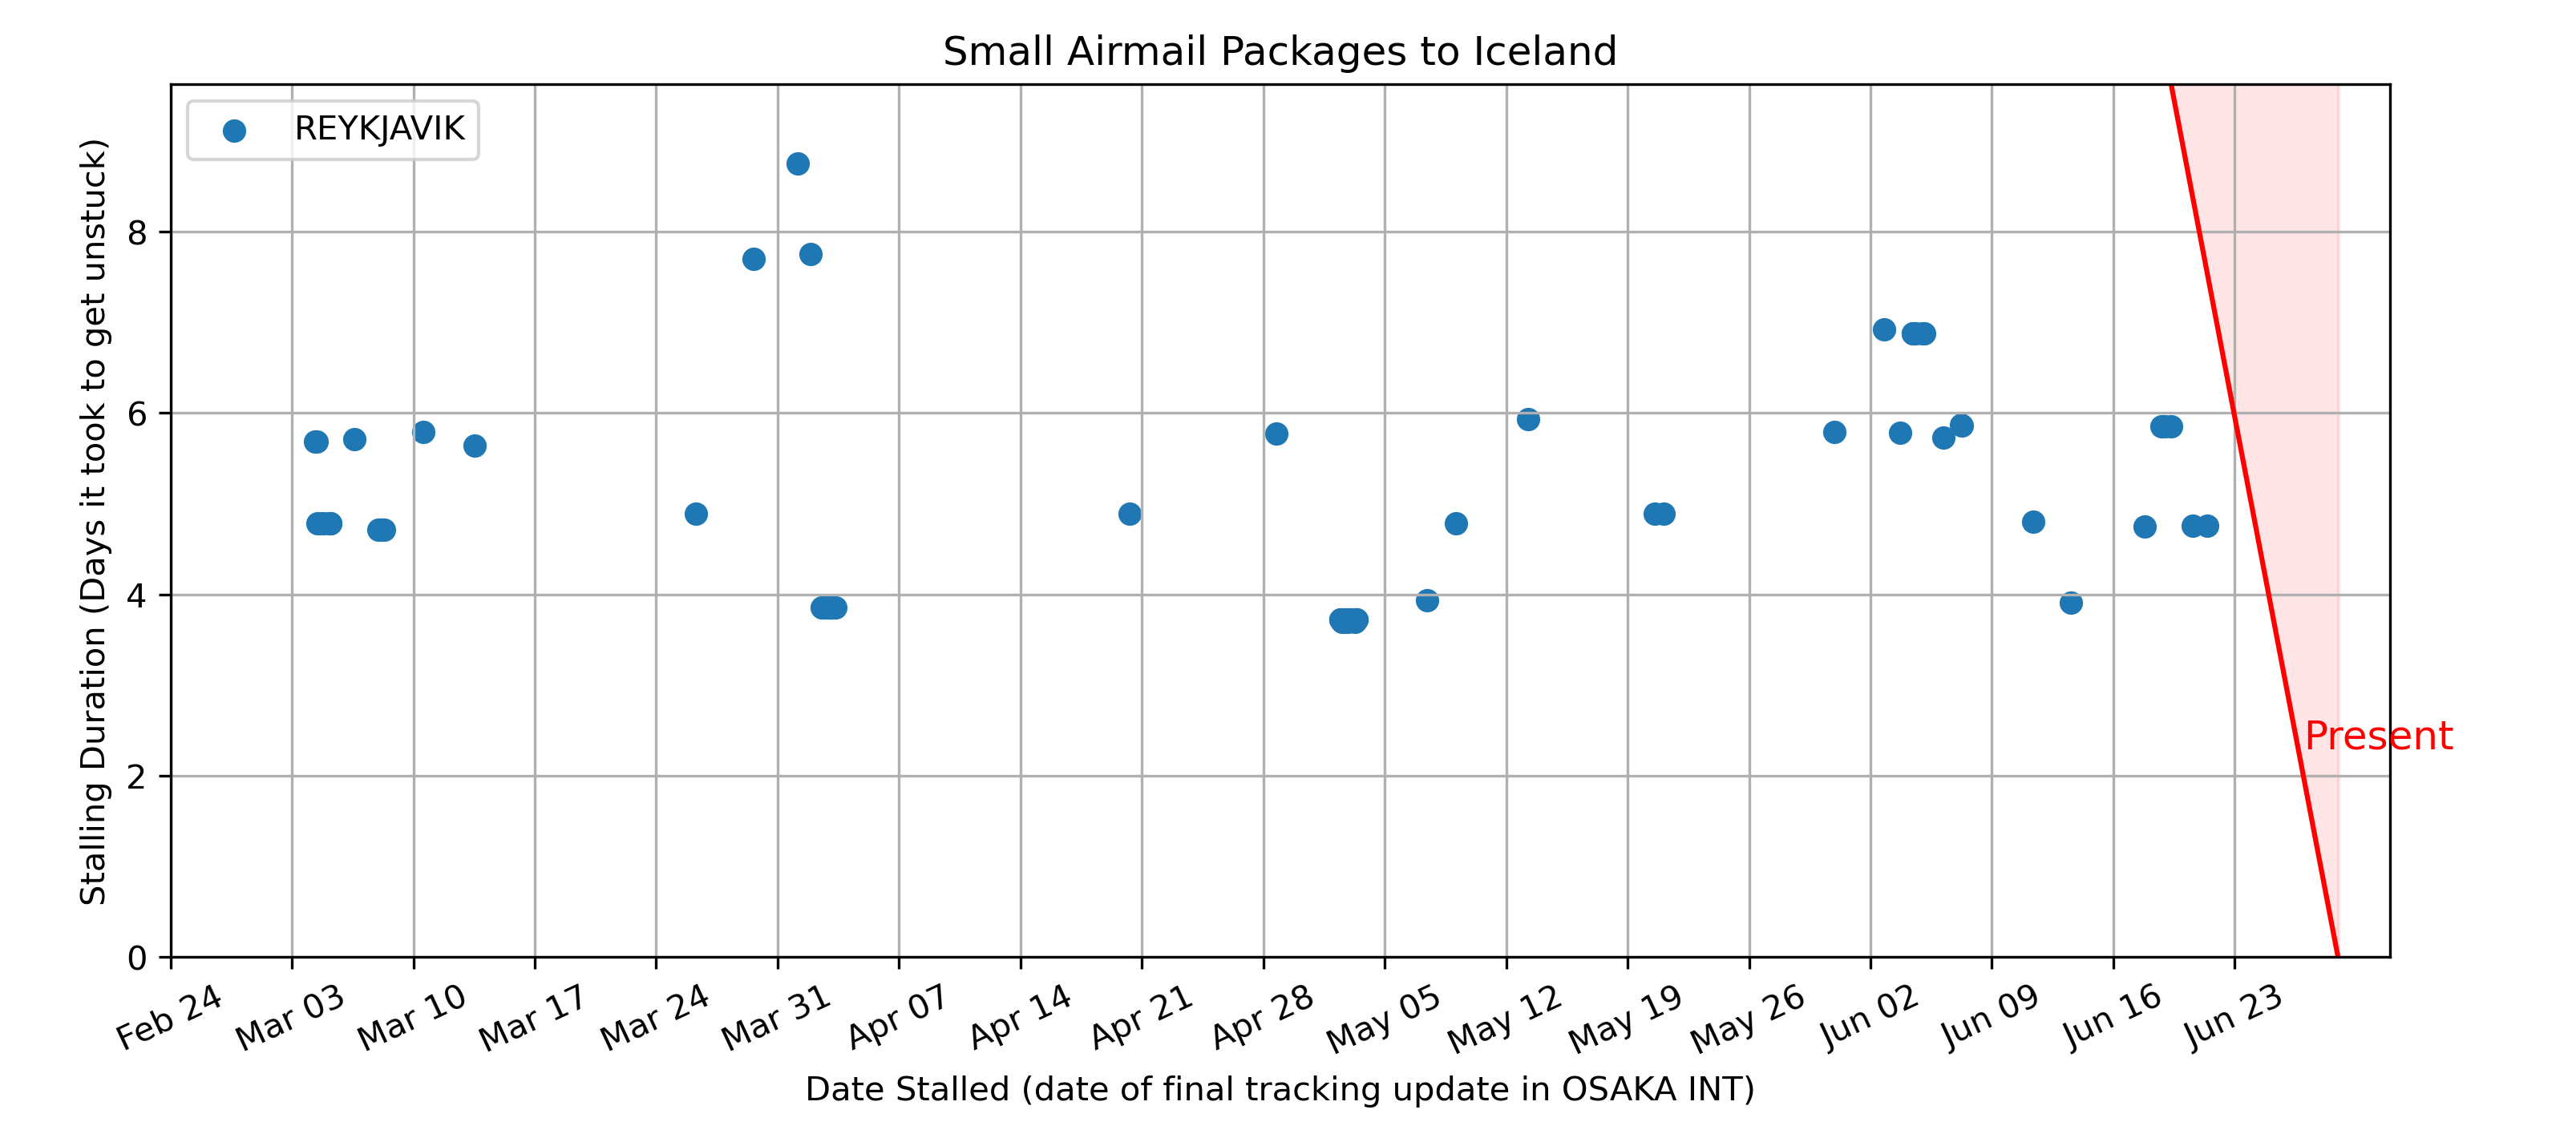 Small Airmail Packages to Iceland
REYKJAVIK
Stalling Duration (Days it took to get unstuck)
8
6
4
2
0
Present
Feb 24
Mar 03
Mar 10
Mar 17
Mar 24
Mar 31
Apr 07
Apr 14
Apr 21
Apr 28
May 05
May 12
May 19
May 26
Jun 02
Jun 09
Jun 16
Jun 23
Date Stalled (date of final tracking update in OSAKA INT)